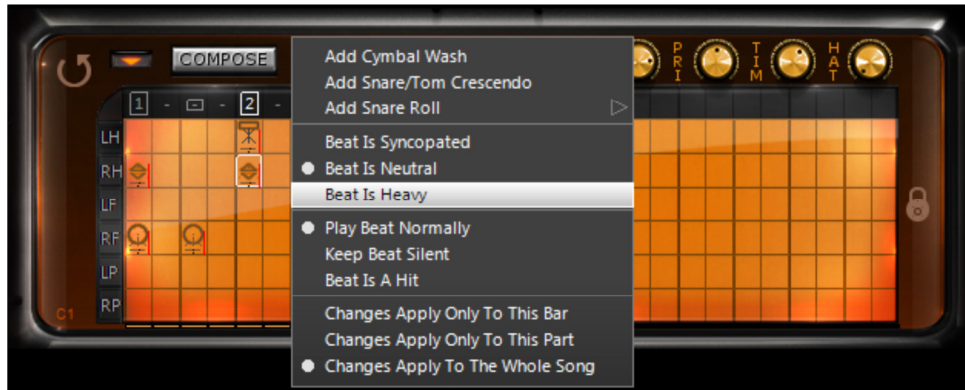 COMPOSE
PRI
TIM
HAT
1 - - 2 -
LH
RH
LF
RF
LP
RP
C1
Add Cymbal Wash
Add Snare/Tom Crescendo
Add Snare Roll
Beat Is Syncopated
Beat Is Neutral
Beat Is Heavy
Play Beat Normally
Keep Beat Silent
Beat Is A Hit
Changes Apply Only To This Bar
Changes Apply Only To This Part
Changes Apply To The Whole Song